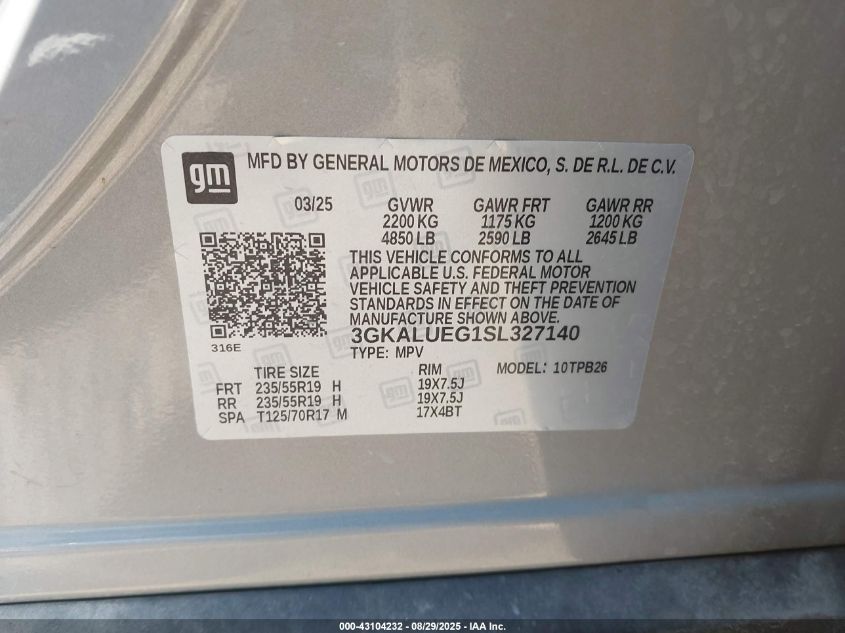 gm
MFD BY GENERAL MOTORS DE MEXICO, S. DE R.L. DE C.V.
03/25 GVWR GAWR FRT GAWR RR
2200 KG 1175 KG 1200 KG
4850 LB 2590 LB 2645 LB
THIS VEHICLE CONFORMS TO ALL
APPLICABLE U.S. FEDERAL MOTOR
VEHICLE SAFETY AND THEFT PREVENTION
STANDARDS IN EFFECT ON THE DATE OF
MANUFACTURE SHOWN ABOVE.
3GKALUEG1SL327140
316E
TYPE: MPV MODEL: 10TPB26
TIRE SIZE RIM
FRT 235/55R19 H 19X7.5J
RR 235/55R19 H 19X7.5J
SPA T125/70R17 M 17X4BT
000-43104232 - 08/29/2025 - IAA Inc.